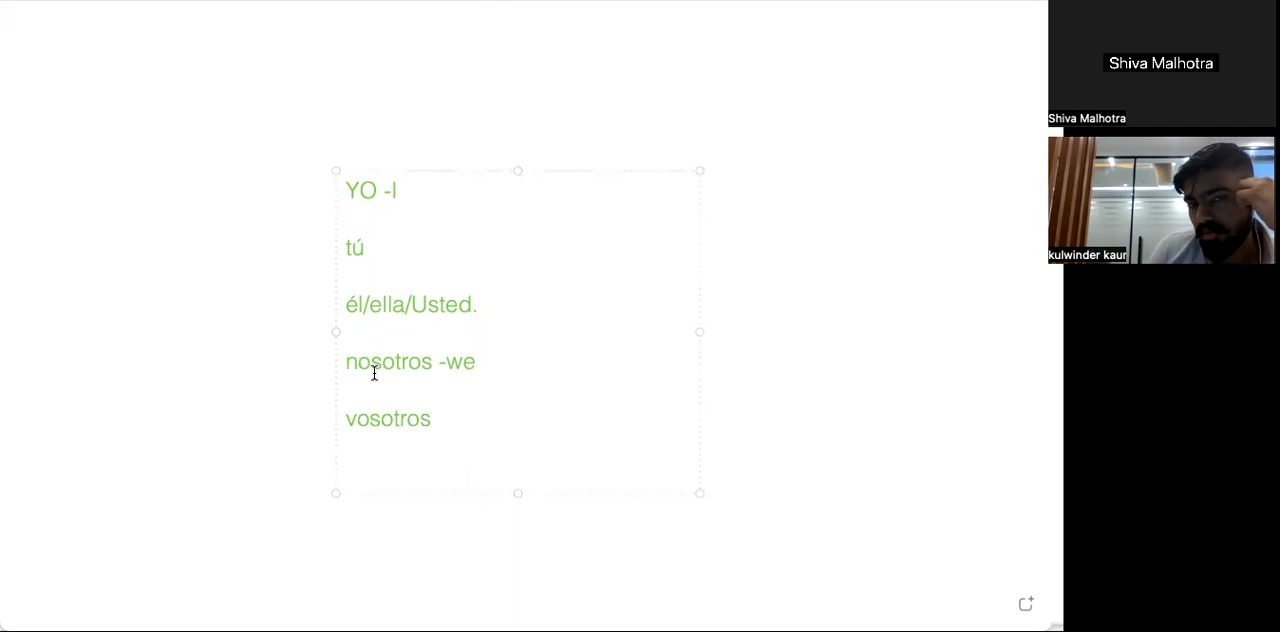 YO -I
tú
él/ella/Usted.
nosotros -we
vosotros
Shiva Malhotra
Shiva Malhotra
kulwinder kaur